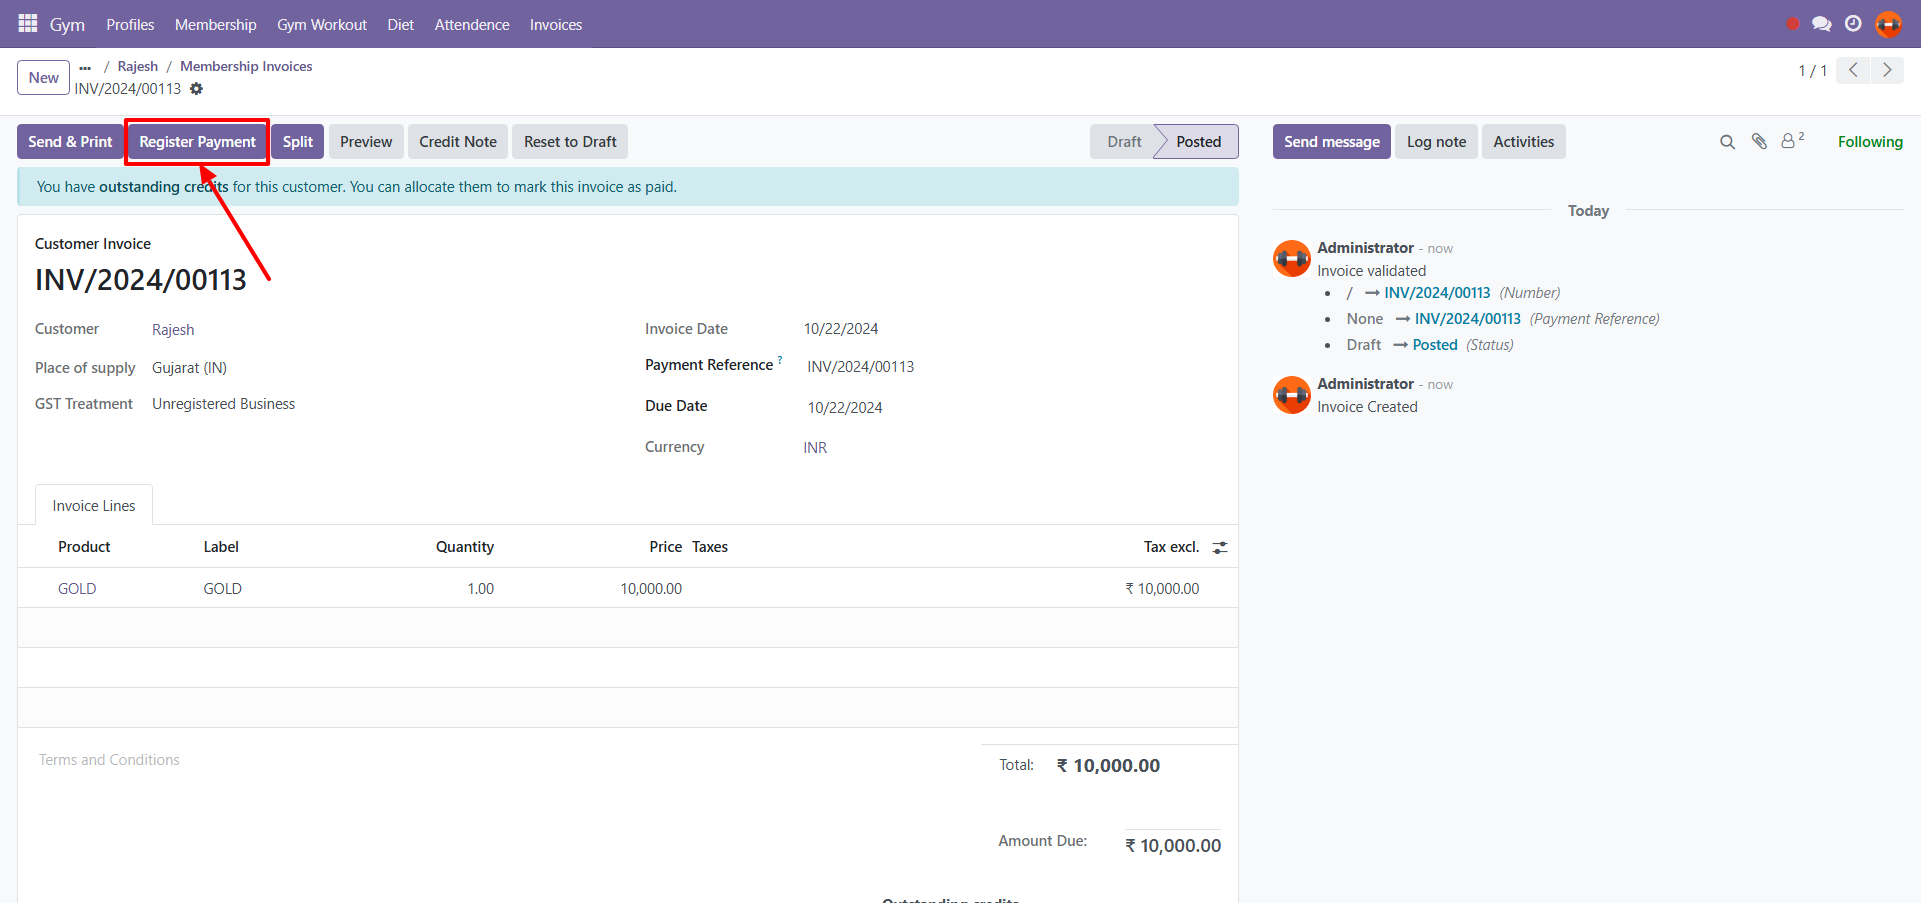 Gym Profiles Membership Gym Workout Diet Attendence Invoices
New ... / Rajesh / Membership Invoices
INV/2024/00113
1 / 1
Send & Print Register Payment Split Preview Credit Note Reset to Draft Draft Posted
Send message Log note Activities 2 Following
You have outstanding credits for this customer. You can allocate them to mark this invoice as paid.
Customer Invoice
INV/2024/00113
Customer Rajesh
Place of supply Gujarat (IN)
GST Treatment Unregistered Business
Invoice Date 10/22/2024
Payment Reference ? INV/2024/00113
Due Date 10/22/2024
Currency INR
Invoice Lines
Product Label Quantity Price Taxes Tax excl.
GOLD GOLD 1.00 10,000.00 ₹ 10,000.00
Terms and Conditions
Total: ₹ 10,000.00
Amount Due: ₹ 10,000.00
Outstanding credits
Today
Administrator - now
Invoice validated
• / → INV/2024/00113 (Number)
• None → INV/2024/00113 (Payment Reference)
• Draft → Posted (Status)
Administrator - now
Invoice Created